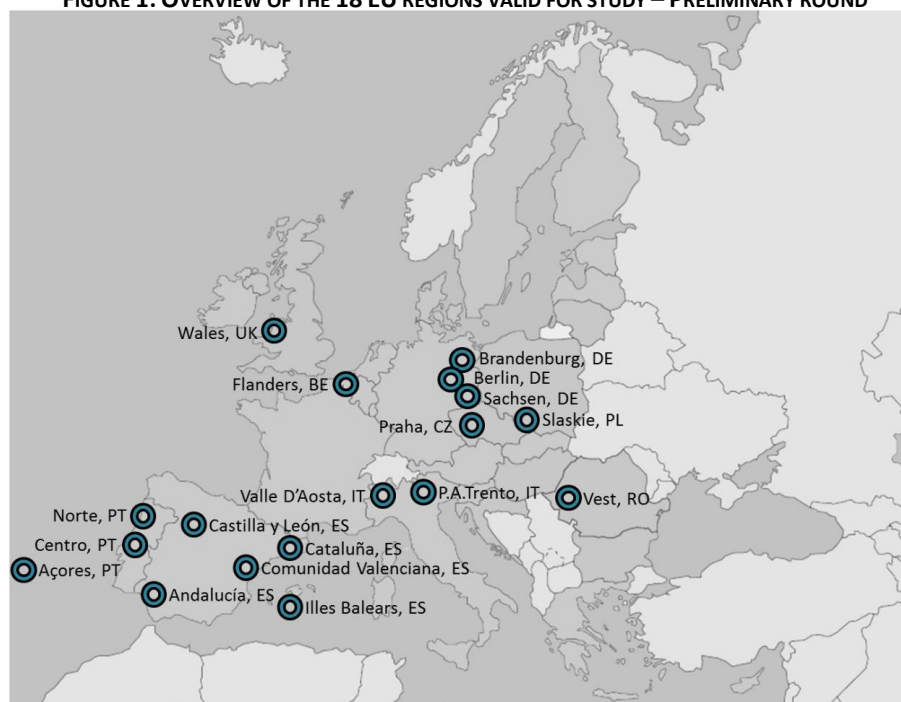 FIGURE 1: OVERVIEW OF THE 18 EU REGIONS VALID FOR STUDY – PRELIMINARY ROUND
Wales, UK
Brandenburg, DE
Berlin, DE
Flanders, BE
Sachsen, DE
Slaskie, PL
Praha, CZ
Valle D'Aosta, IT
P.A.Trento, IT
Vest, RO
Norte, PT
Castilla y León, ES
Centro, PT
Cataluña, ES
Comunidad Valenciana, ES
Açores, PT
Andalucía, ES
Illes Balears, ES